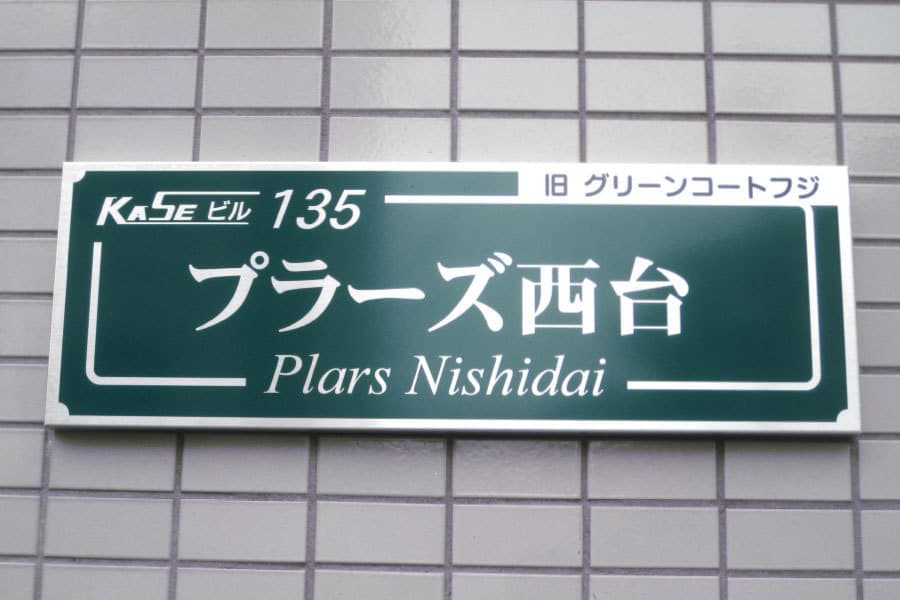 KASE ビル 135
旧 グリーンコートフジ
プラーズ西台
Plars Nishidai